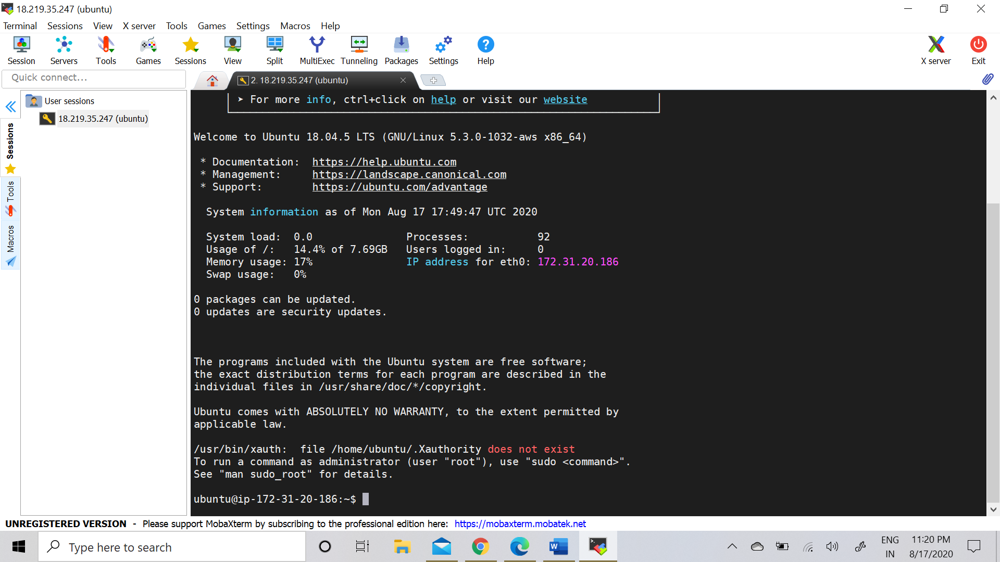 18.219.35.247 (ubuntu)
Terminal Sessions View X server Tools Games Settings Macros Help
Session Servers Tools Games Sessions View Split MultiExec Tunneling Packages Settings Help X server Exit
Quick connect...
2. 18.219.35.247 (ubuntu)
User sessions
18.219.35.247 (ubuntu)
Sessions
Tools
Macros
➤ For more info, ctrl+click on help or visit our website
Welcome to Ubuntu 18.04.5 LTS (GNU/Linux 5.3.0-1032-aws x86_64)
* Documentation: https://help.ubuntu.com
* Management: https://landscape.canonical.com
* Support: https://ubuntu.com/advantage
System information as of Mon Aug 17 17:49:47 UTC 2020
System load: 0.0 Processes: 92
Usage of /: 14.4% of 7.69GB Users logged in: 0
Memory usage: 17% IP address for eth0: 172.31.20.186
Swap usage: 0%
0 packages can be updated.
0 updates are security updates.
The programs included with the Ubuntu system are free software;
the exact distribution terms for each program are described in the
individual files in /usr/share/doc/*/copyright.
Ubuntu comes with ABSOLUTELY NO WARRANTY, to the extent permitted by
applicable law.
/usr/bin/xauth: file /home/ubuntu/.Xauthority does not exist
To run a command as administrator (user "root"), use "sudo <command>".
See "man sudo_root" for details.
ubuntu@ip-172-31-20-186:~$
UNREGISTERED VERSION - Please support MobaXterm by subscribing to the professional edition here: https://mobaxterm.mobatek.net
Type here to search
ENG
IN
11:20 PM
8/17/2020